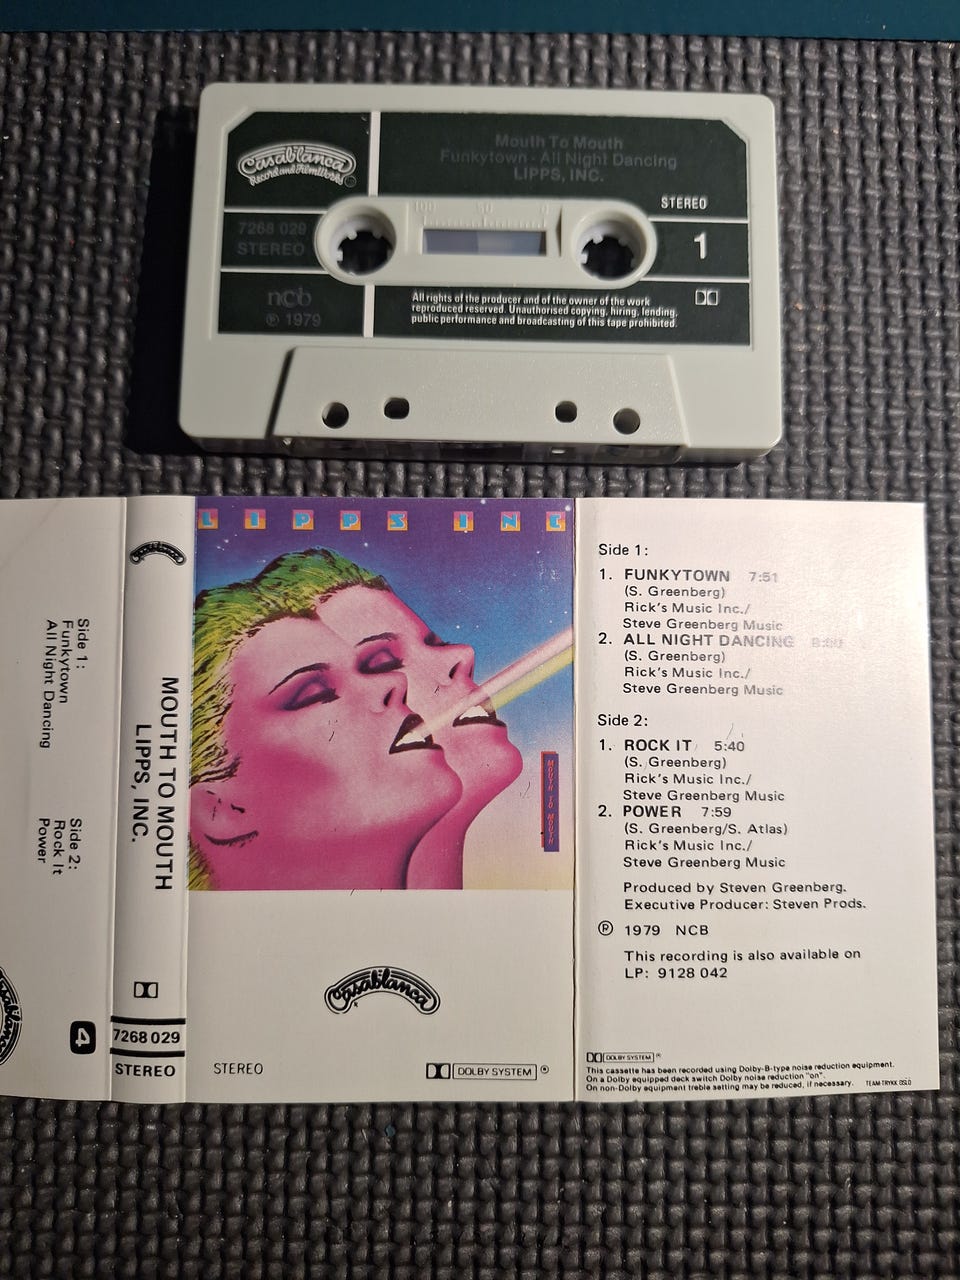 Casablanca
Record and FilmWorks
Mouth To Mouth
Funkytown - All Night Dancing
LIPPS, INC.
STEREO
7268 029
STEREO
100 50 0
1
ncb
℗ 1979
All rights of the producer and of the owner of the work
reproduced reserved. Unauthorised copying, hiring, lending,
public performance and broadcasting of this tape prohibited.
Side 1:
Funkytown
All Night Dancing
Side 2:
Rock It
Power
Casablanca
4
Casablanca
MOUTH TO MOUTH
LIPPS, INC.
7268 029
STEREO
LIPPS INC
MOUTH TO MOUTH
Casablanca
STEREO
DOLBY SYSTEM ®
Side 1:
1. FUNKYTOWN 7:51
(S. Greenberg)
Rick's Music Inc./
Steve Greenberg Music
2. ALL NIGHT DANCING
(S. Greenberg)
Rick's Music Inc./
Steve Greenberg Music
Side 2:
1. ROCK IT 5:40
(S. Greenberg)
Rick's Music Inc./
Steve Greenberg Music
2. POWER 7:59
(S. Greenberg/S. Atlas)
Rick's Music Inc./
Steve Greenberg Music
Produced by Steven Greenberg.
Executive Producer: Steven Prods.
℗ 1979 NCB
This recording is also available on
LP: 9128 042
DOLBY SYSTEM ®
This cassette has been recorded using Dolby-B-type noise reduction equipment.
On a Dolby equipped deck switch Dolby noise reduction "on".
On non-Dolby equipment treble setting may be reduced, if necessary. TEAM-TRYKK OSLO